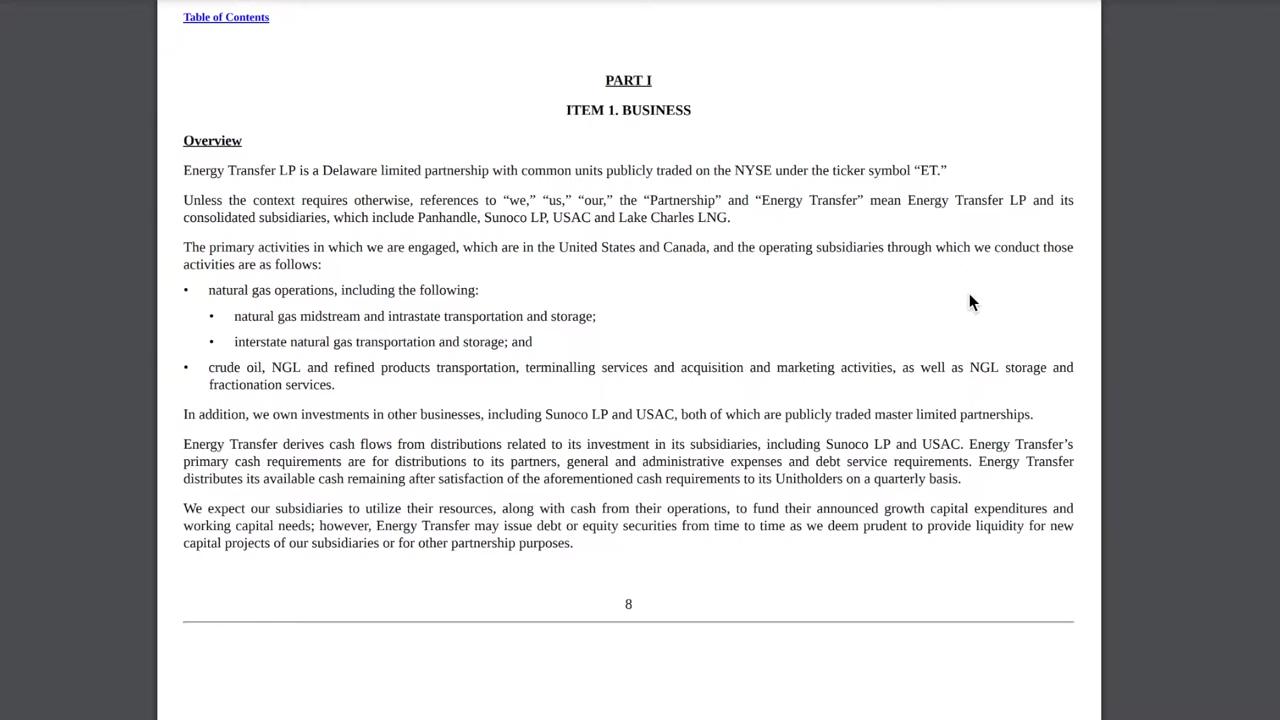 Table of Contents
PART I
ITEM 1. BUSINESS
Overview
Energy Transfer LP is a Delaware limited partnership with common units publicly traded on the NYSE under the ticker symbol “ET.”
Unless the context requires otherwise, references to “we,” “us,” “our,” the “Partnership” and “Energy Transfer” mean Energy Transfer LP and its
consolidated subsidiaries, which include Panhandle, Sunoco LP, USAC and Lake Charles LNG.
The primary activities in which we are engaged, which are in the United States and Canada, and the operating subsidiaries through which we conduct those
activities are as follows:
• natural gas operations, including the following:
• natural gas midstream and intrastate transportation and storage;
• interstate natural gas transportation and storage; and
• crude oil, NGL and refined products transportation, terminalling services and acquisition and marketing activities, as well as NGL storage and
fractionation services.
In addition, we own investments in other businesses, including Sunoco LP and USAC, both of which are publicly traded master limited partnerships.
Energy Transfer derives cash flows from distributions related to its investment in its subsidiaries, including Sunoco LP and USAC. Energy Transfer’s
primary cash requirements are for distributions to its partners, general and administrative expenses and debt service requirements. Energy Transfer
distributes its available cash remaining after satisfaction of the aforementioned cash requirements to its Unitholders on a quarterly basis.
We expect our subsidiaries to utilize their resources, along with cash from their operations, to fund their announced growth capital expenditures and
working capital needs; however, Energy Transfer may issue debt or equity securities from time to time as we deem prudent to provide liquidity for new
capital projects of our subsidiaries or for other partnership purposes.
8